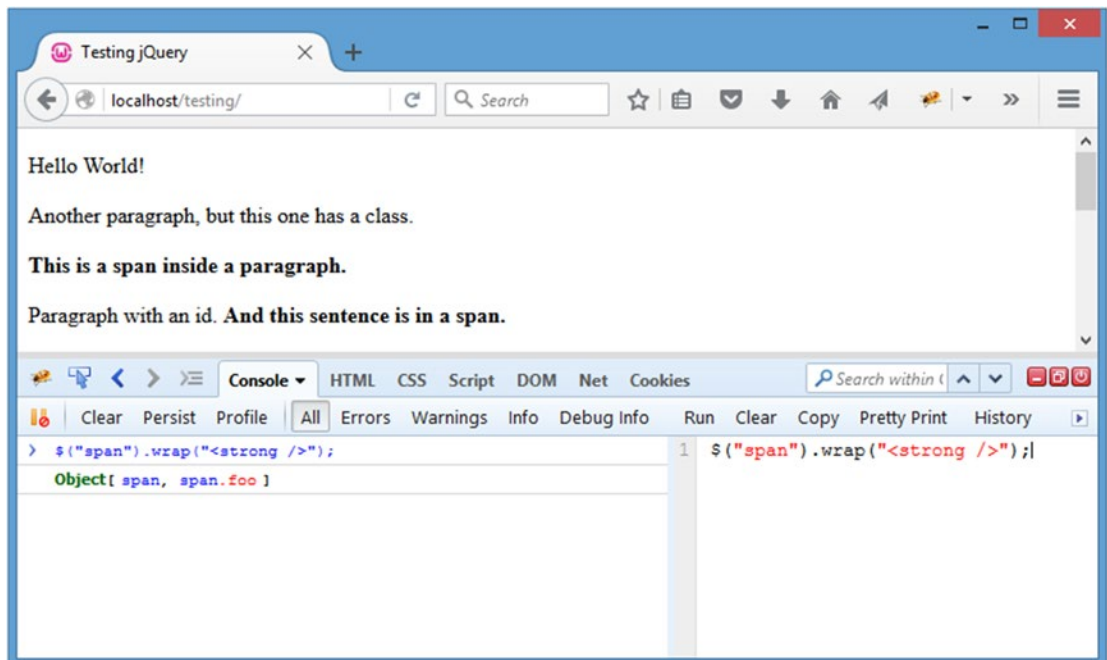 Testing jQuery
localhost/testing/
Search
Hello World!
Another paragraph, but this one has a class.
This is a span inside a paragraph.
Paragraph with an id. And this sentence is in a span.
Console HTML CSS Script DOM Net Cookies
Search within (
Clear Persist Profile All Errors Warnings Info Debug Info Run Clear Copy Pretty Print History
$("span").wrap("<strong />");
Object[ span, span.foo ]
1 $("span").wrap("<strong />");